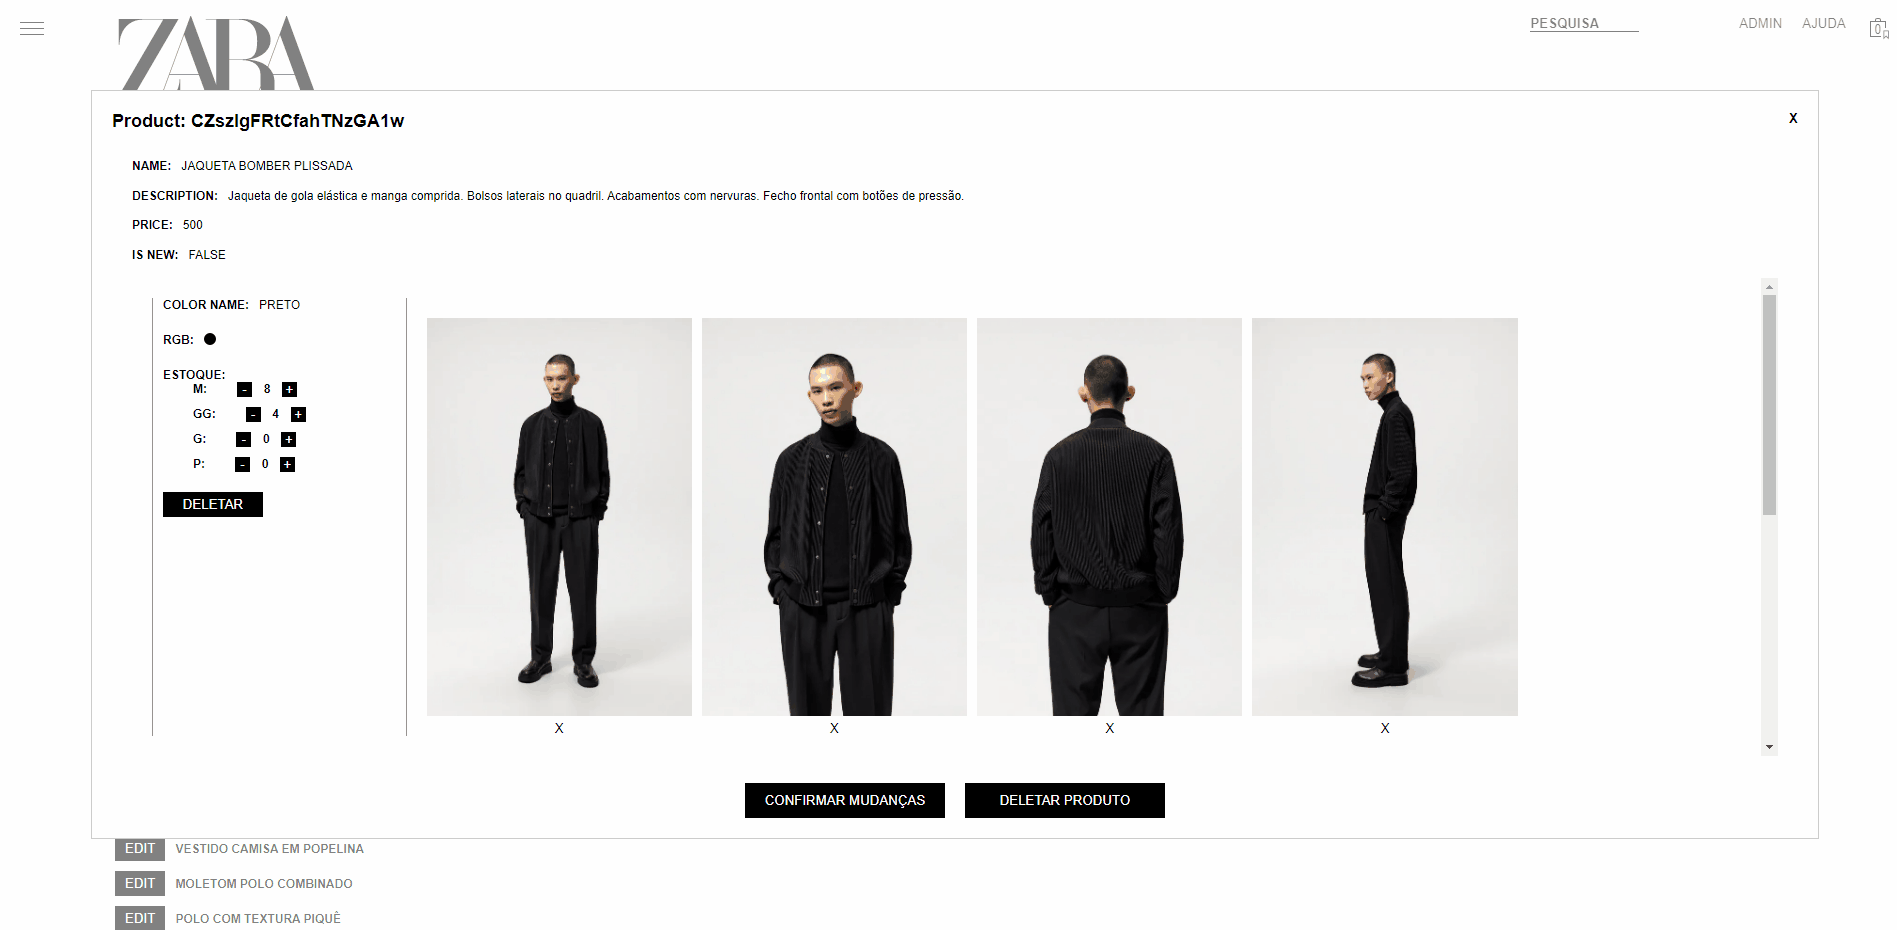 ZARA
PESQUISA
ADMIN
AJUDA
0
Product: CZszlgFRtCfahTNzGA1w
X
NAME: JAQUETA BOMBER PLISSADA
DESCRIPTION: Jaqueta de gola elástica e manga comprida. Bolsos laterais no quadril. Acabamentos com nervuras. Fecho frontal com botões de pressão.
PRICE: 500
IS NEW: FALSE
COLOR NAME: PRETO
RGB:
ESTOQUE:
M: - 8 +
GG: - 4 +
G: - 0 +
P: - 0 +
DELETAR
X X X X
CONFIRMAR MUDANÇAS
DELETAR PRODUTO
EDIT VESTIDO CAMISA EM POPELINA
EDIT MOLETOM POLO COMBINADO
EDIT POLO COM TEXTURA PIQUÊ